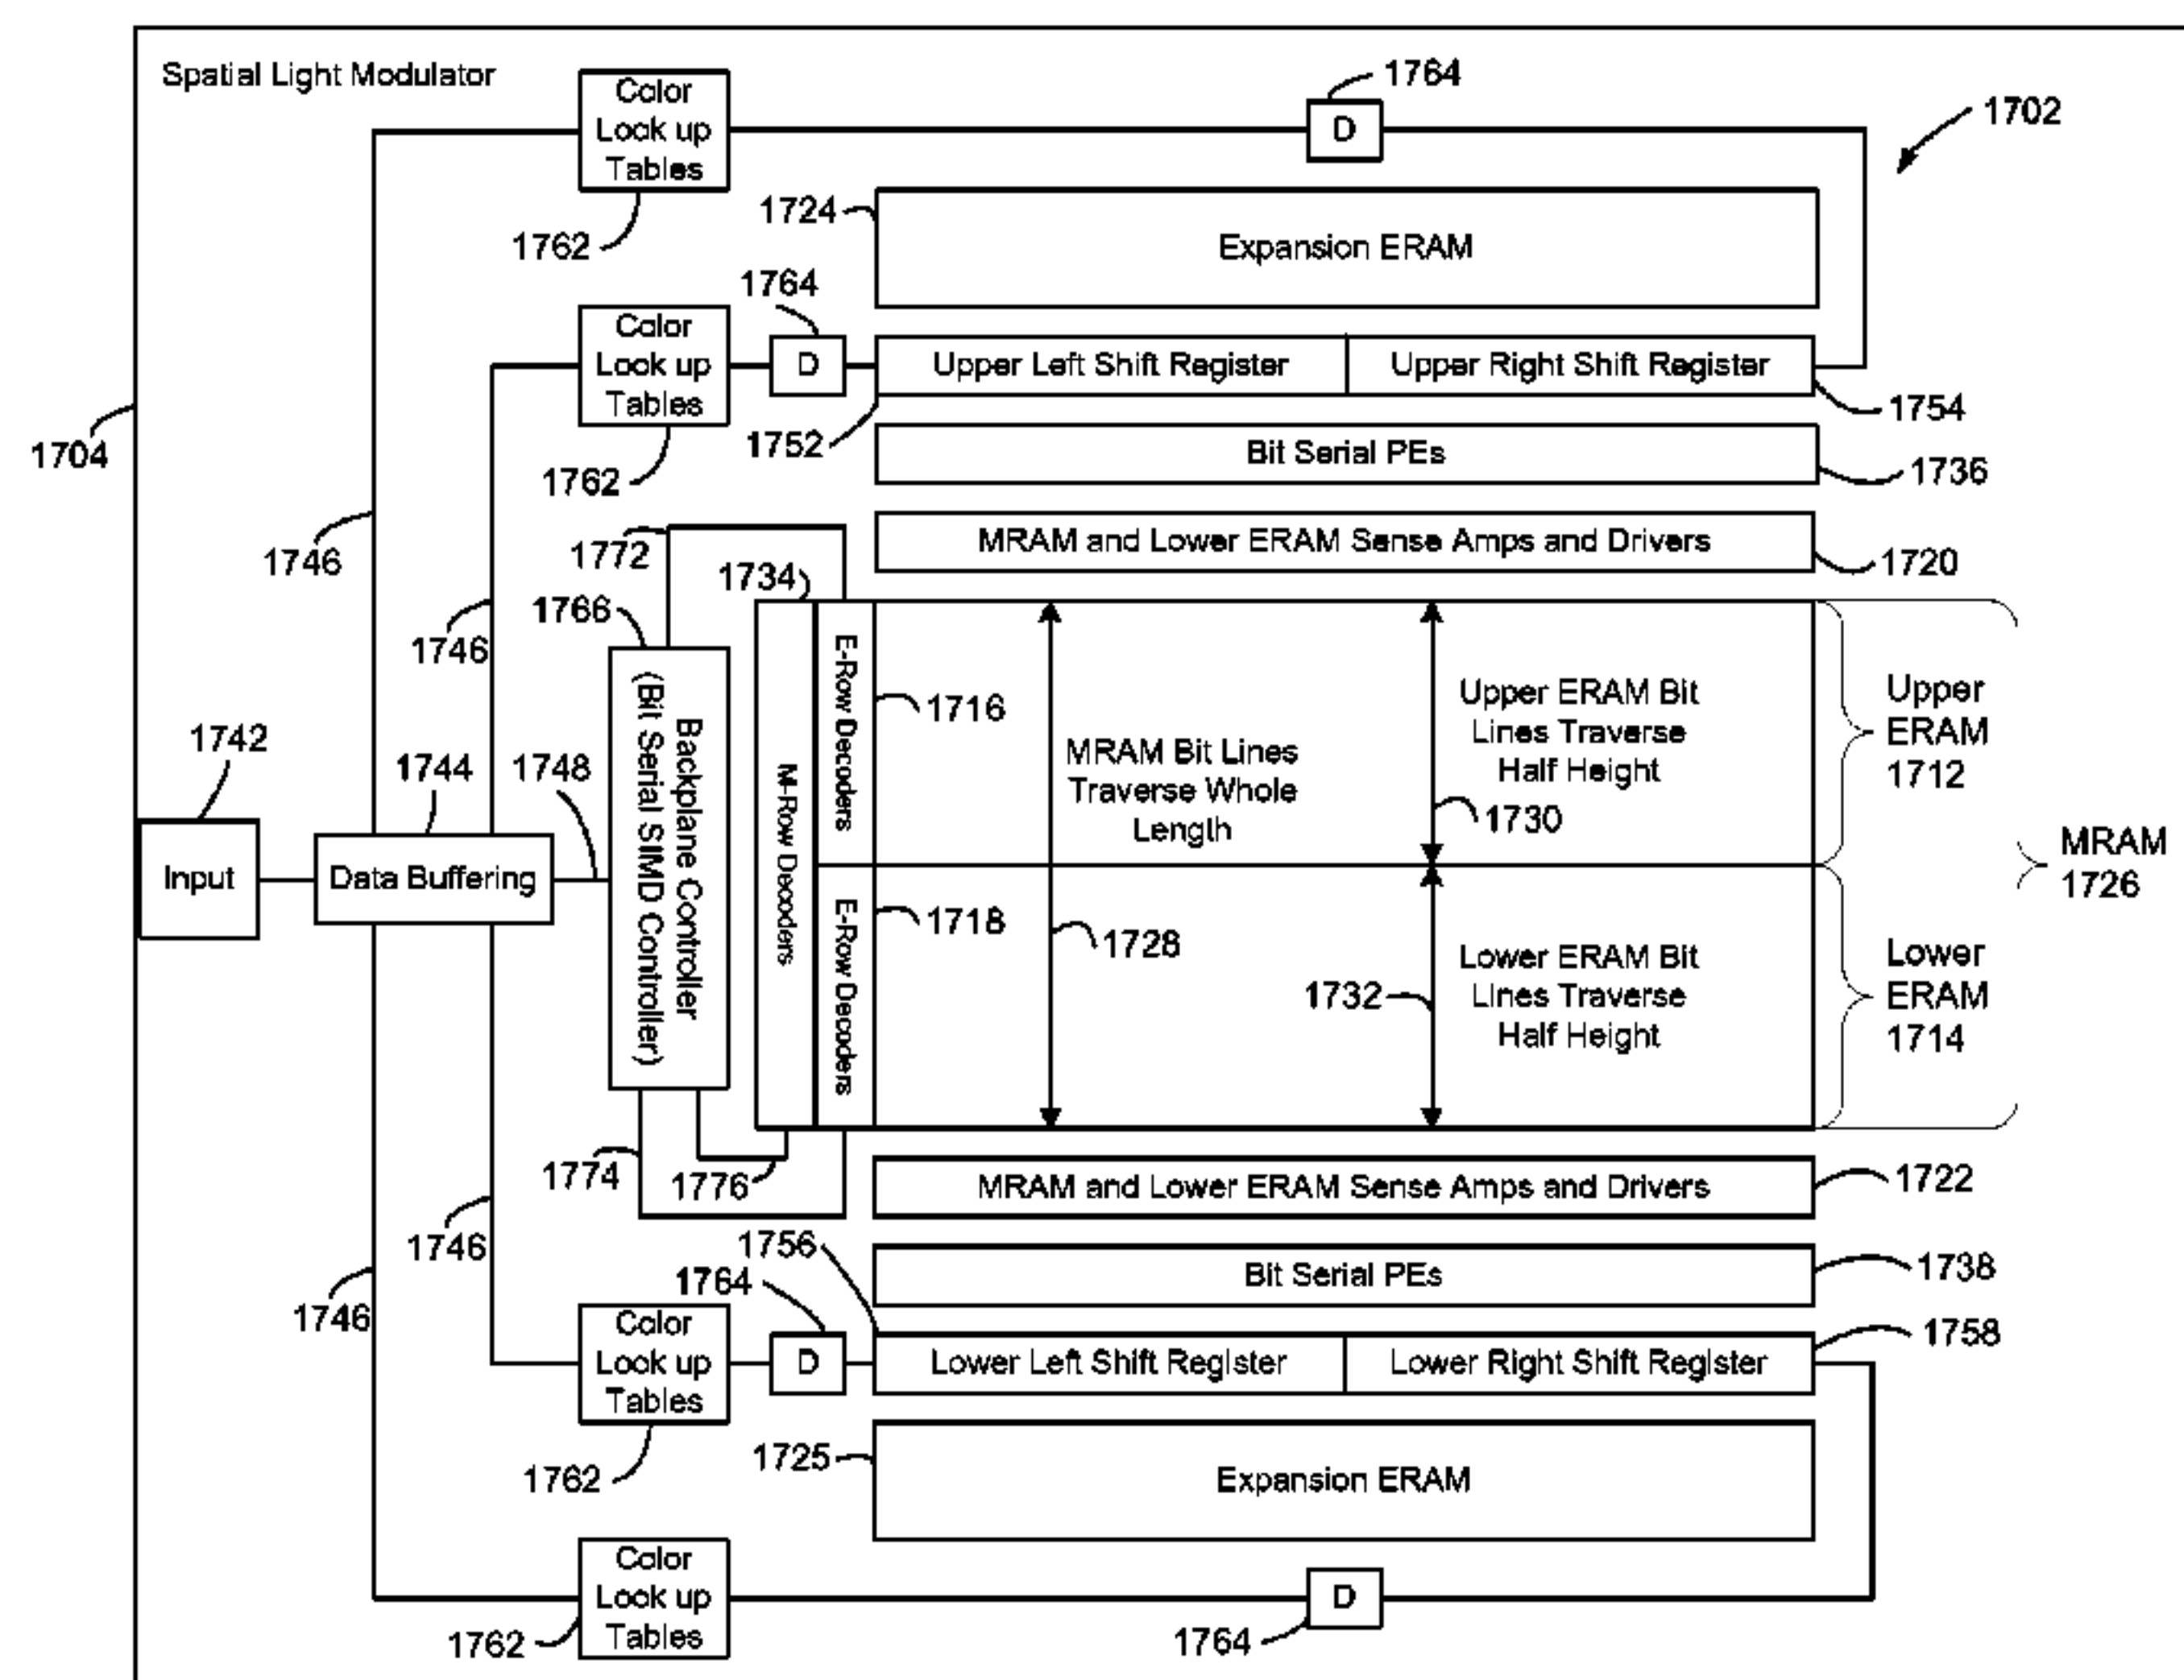 Spatial Light Modulator
Color
Look up
Tables
1764
D
1702
1762
1724
Expansion ERAM
1764
Color
Look up
Tables
D
Upper Left Shift Register
Upper Right Shift Register
1754
1704
1752
1762
Bit Serial PEs
1736
1746
1772
MRAM and Lower ERAM Sense Amps and Drivers
1720
1734
1766
1746
Backplane Controller
(Bit Serial SIMD Controller)
M-Row Decoders
E-Row Decoders
1716
MRAM Bit Lines
Traverse Whole
Length
Upper ERAM Bit
Lines Traverse
Half Height
1730
Upper
ERAM
1712
1742
1744
1748
Input
Data Buffering
MRAM
1726
E-Row Decoders
1718
1728
1732
Lower ERAM Bit
Lines Traverse
Half Height
Lower
ERAM
1714
1774
1776
MRAM and Lower ERAM Sense Amps and Drivers
1722
1746
1756
1764
Bit Serial PEs
1738
1746
Color
Look up
Tables
D
Lower Left Shift Register
Lower Right Shift Register
1758
1762
1725
Expansion ERAM
Color
Look up
Tables
D
1762
1764